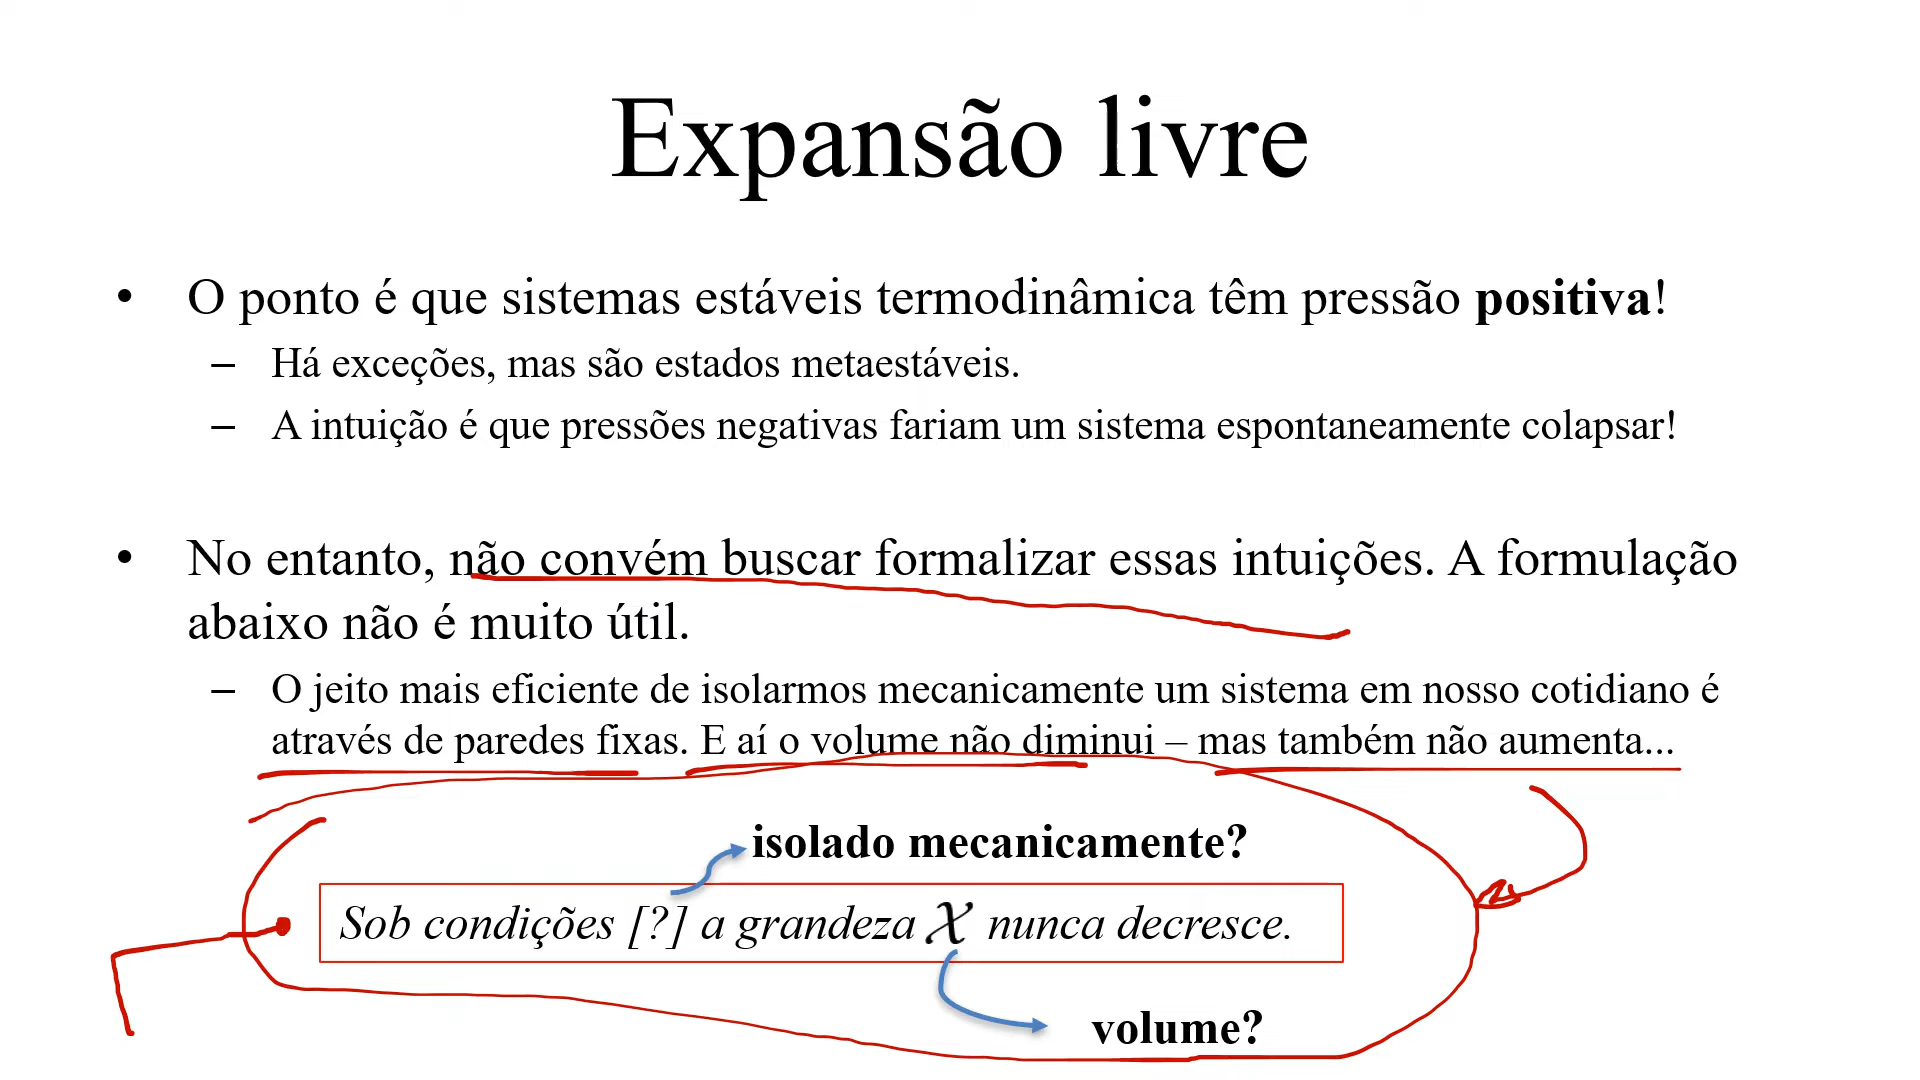 Expansão livre
• O ponto é que sistemas estáveis termodinâmica têm pressão positiva!
– Há exceções, mas são estados metaestáveis.
– A intuição é que pressões negativas fariam um sistema espontaneamente colapsar!
• No entanto, não convém buscar formalizar essas intuições. A formulação
abaixo não é muito útil.
– O jeito mais eficiente de isolarmos mecanicamente um sistema em nosso cotidiano é
através de paredes fixas. E aí o volume não diminui – mas também não aumenta...
isolado mecanicamente?
Sob condições [?] a grandeza 𝒳 nunca decresce.
volume?